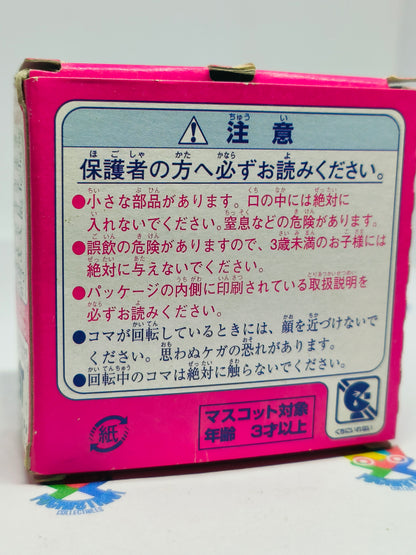 ⚠ 注意
保護者の方へ必ずお読みください。
●小さな部品があります。口の中には絶対に
入れないでください。窒息などの危険があります。
●誤飲の危険がありますので、3歳未満のお子様には
絶対に与えないでください。
●パッケージの内側に印刷されている取扱説明を
必ずお読みください。
●コマが回転しているときには、顔を近づけないで
ください。思わぬケガの恐れがあります。
●回転中のコマは絶対に触らないでください。
くちにいれない
紙
マスコット対象
年齢 3才以上
COLLECTIBLES